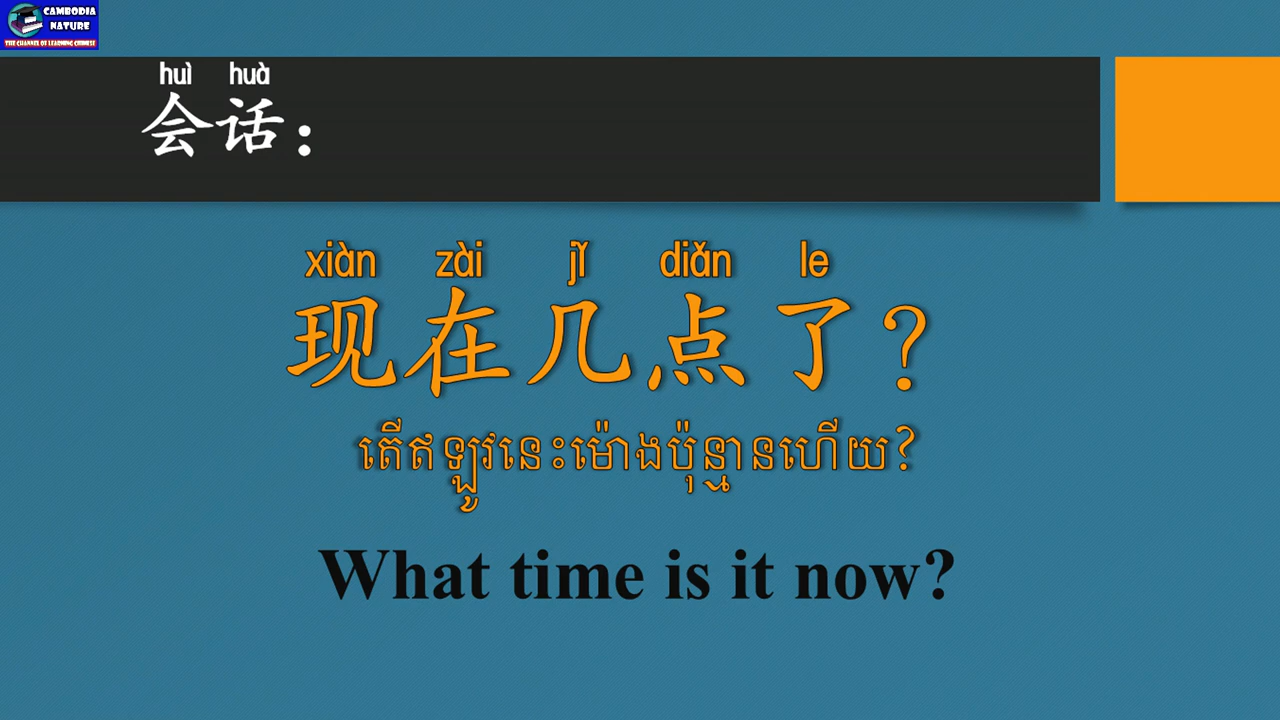 CAMBODIA
NATURE
THE CHANNEL OF LEARNING CHINESE
huì huà
会话：
xiàn zài jǐ diǎn le
现在几点了？
តើឥឡូវនេះម៉ោងប៉ុន្មានហើយ?
What time is it now?